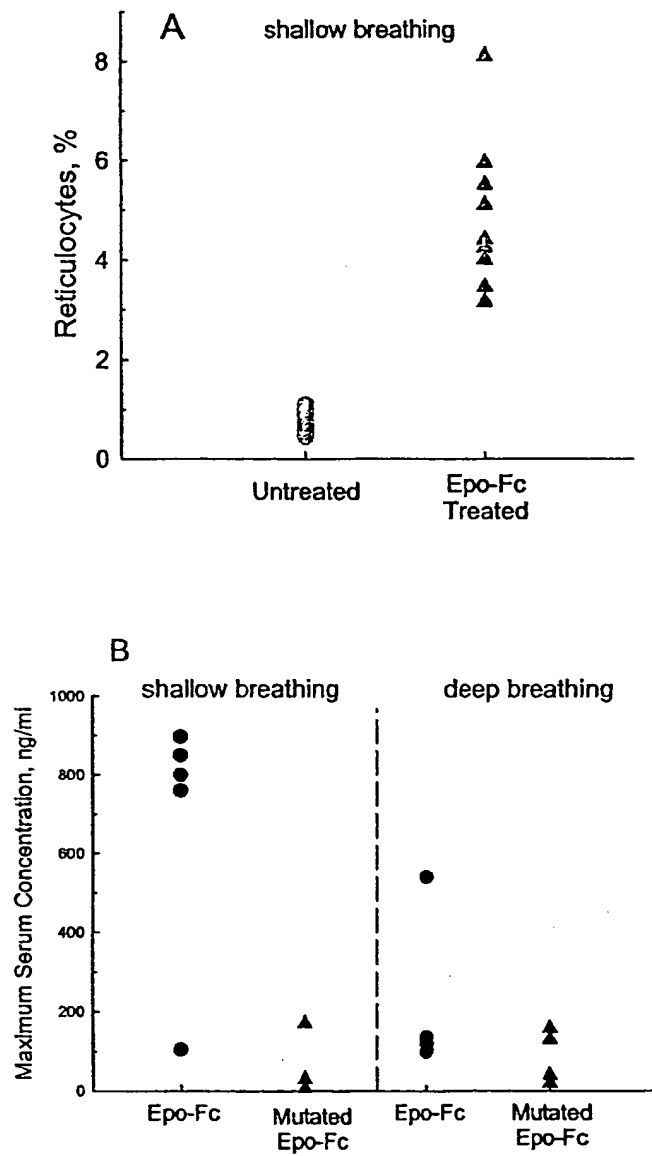 A
shallow breathing
Reticulocytes, %
8
6
4
2
0
Untreated
Epo-Fc
Treated
B
shallow breathing
deep breathing
Maximum Serum Concentration, ng/ml
1000
800
600
400
200
0
Epo-Fc
Mutated
Epo-Fc
Epo-Fc
Mutated
Epo-Fc